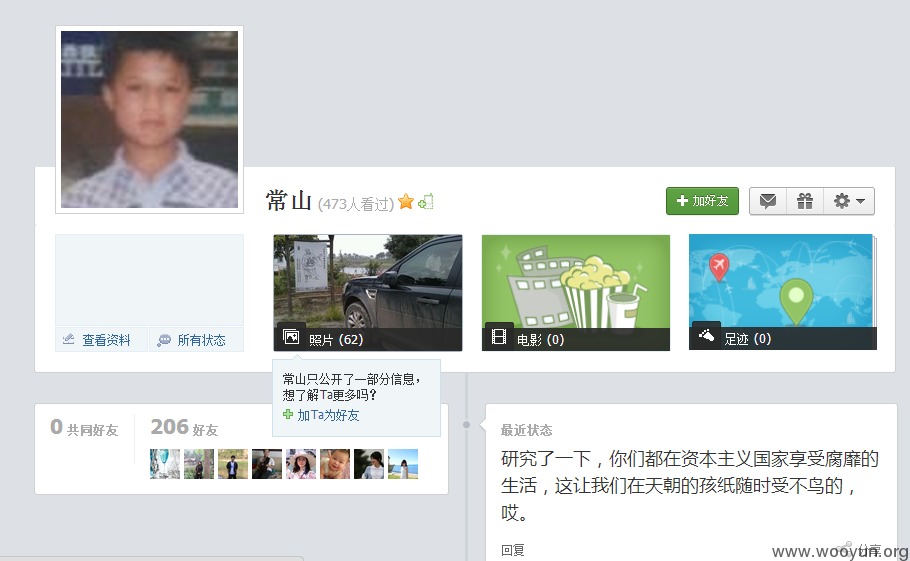 常山 (473人看过)
加好友
查看资料
所有状态
照片 (62)
电影 (0)
足迹 (0)
常山只公开了一部分信息，
想了解Ta更多吗？
加Ta为好友
0 共同好友
206 好友
最近状态
研究了一下，你们都在资本主义国家享受腐靡的
生活，这让我们在天朝的孩纸随时受不鸟的，
哎。
回复
分享
www.wooyun.org